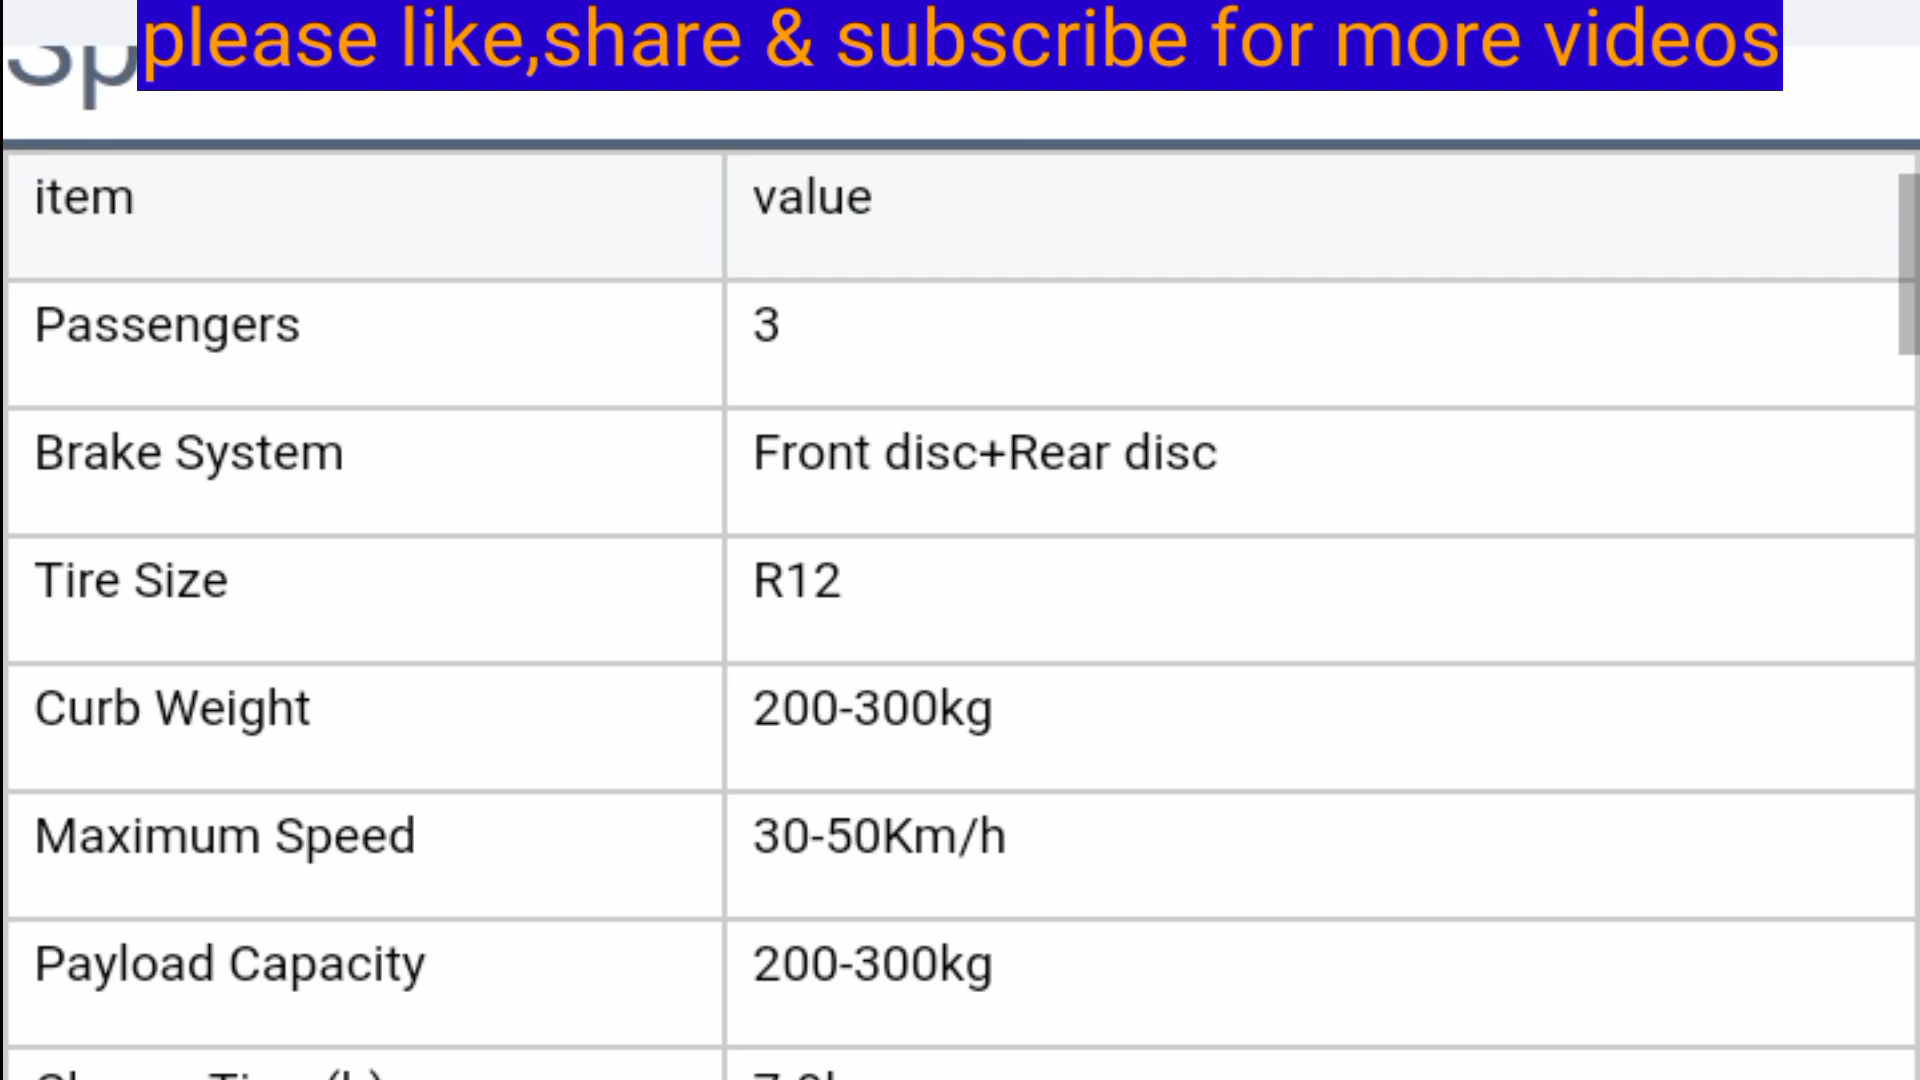 please like,share & subscribe for more videos
item value
Passengers 3
Brake System Front disc+Rear disc
Tire Size R12
Curb Weight 200-300kg
Maximum Speed 30-50Km/h
Payload Capacity 200-300kg